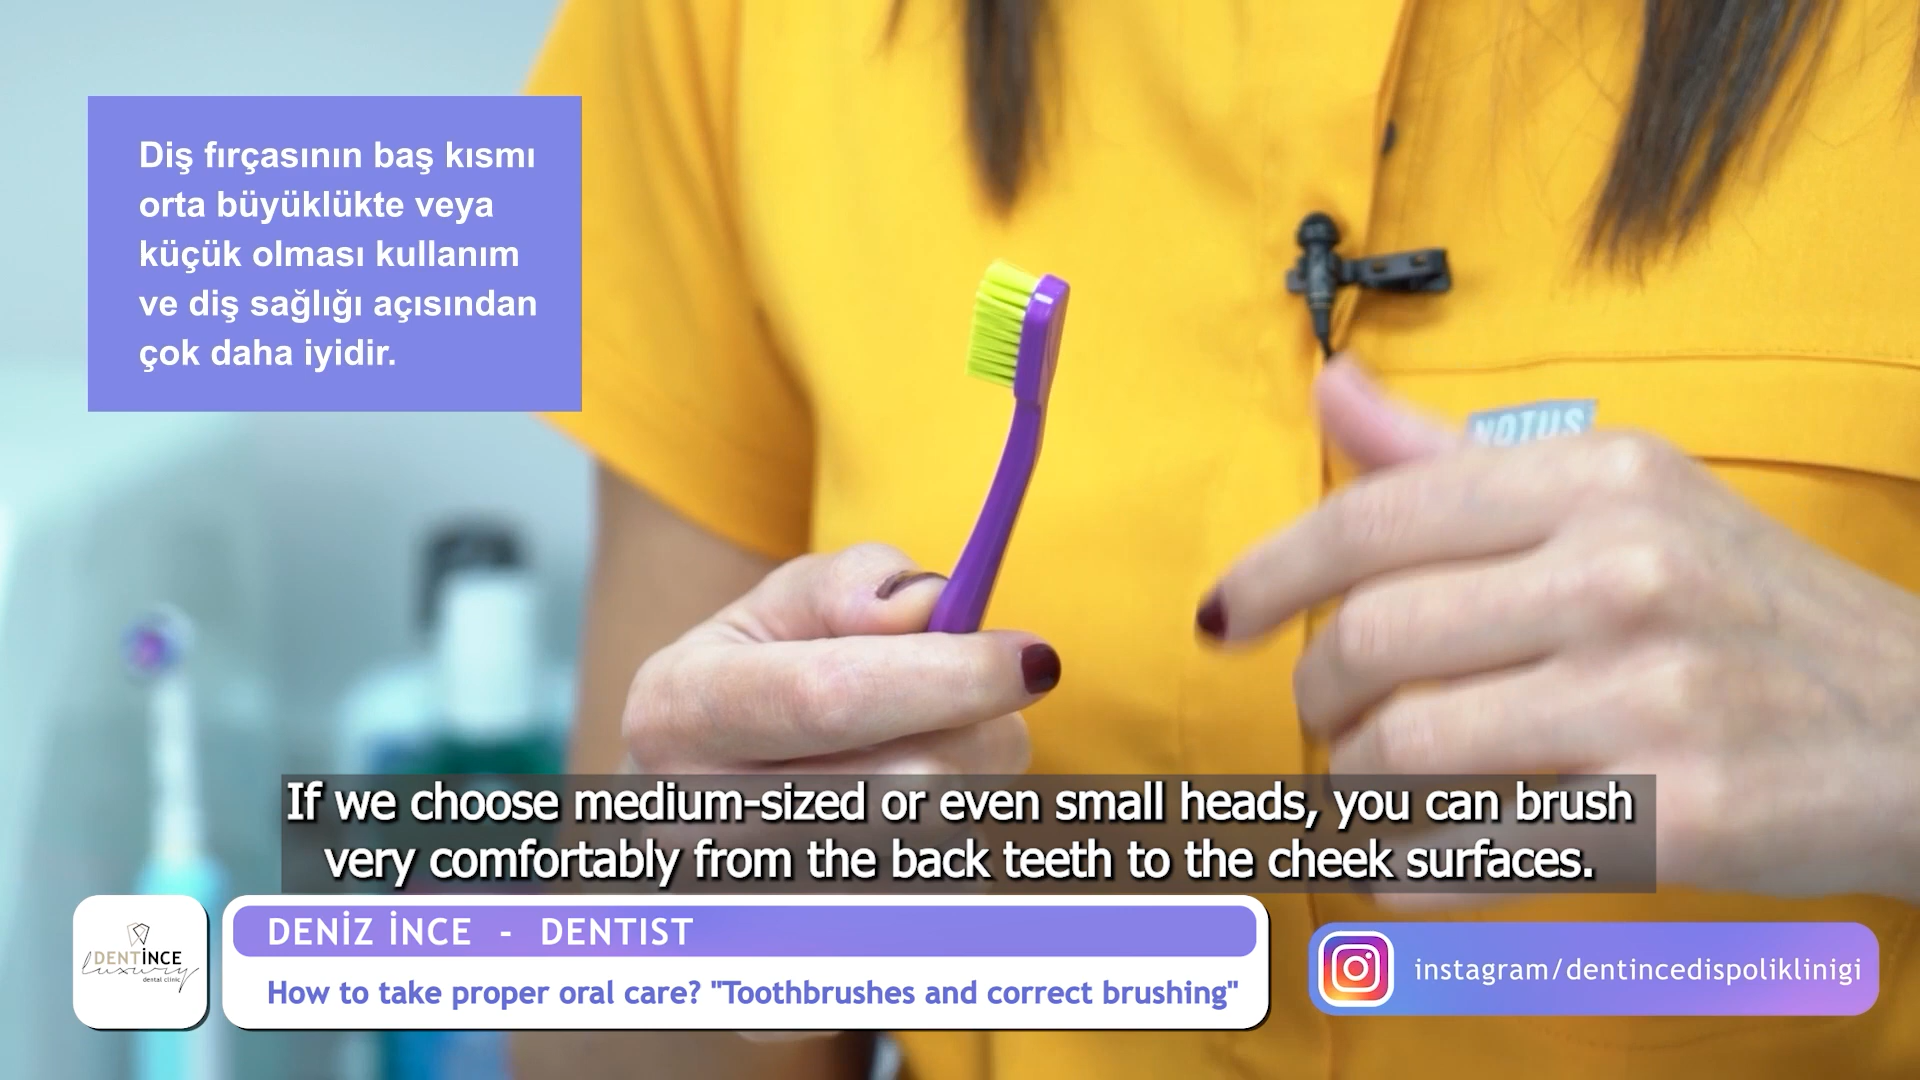 Diş fırçasının baş kısmı
orta büyüklükte veya
küçük olması kullanım
ve diş sağlığı açısından
çok daha iyidir.
NOTUS
If we choose medium-sized or even small heads, you can brush
very comfortably from the back teeth to the cheek surfaces.
DENTİNCE
luxury
dental clinic
DENİZ İNCE - DENTIST
How to take proper oral care? "Toothbrushes and correct brushing"
instagram/dentincedispoliklinigi